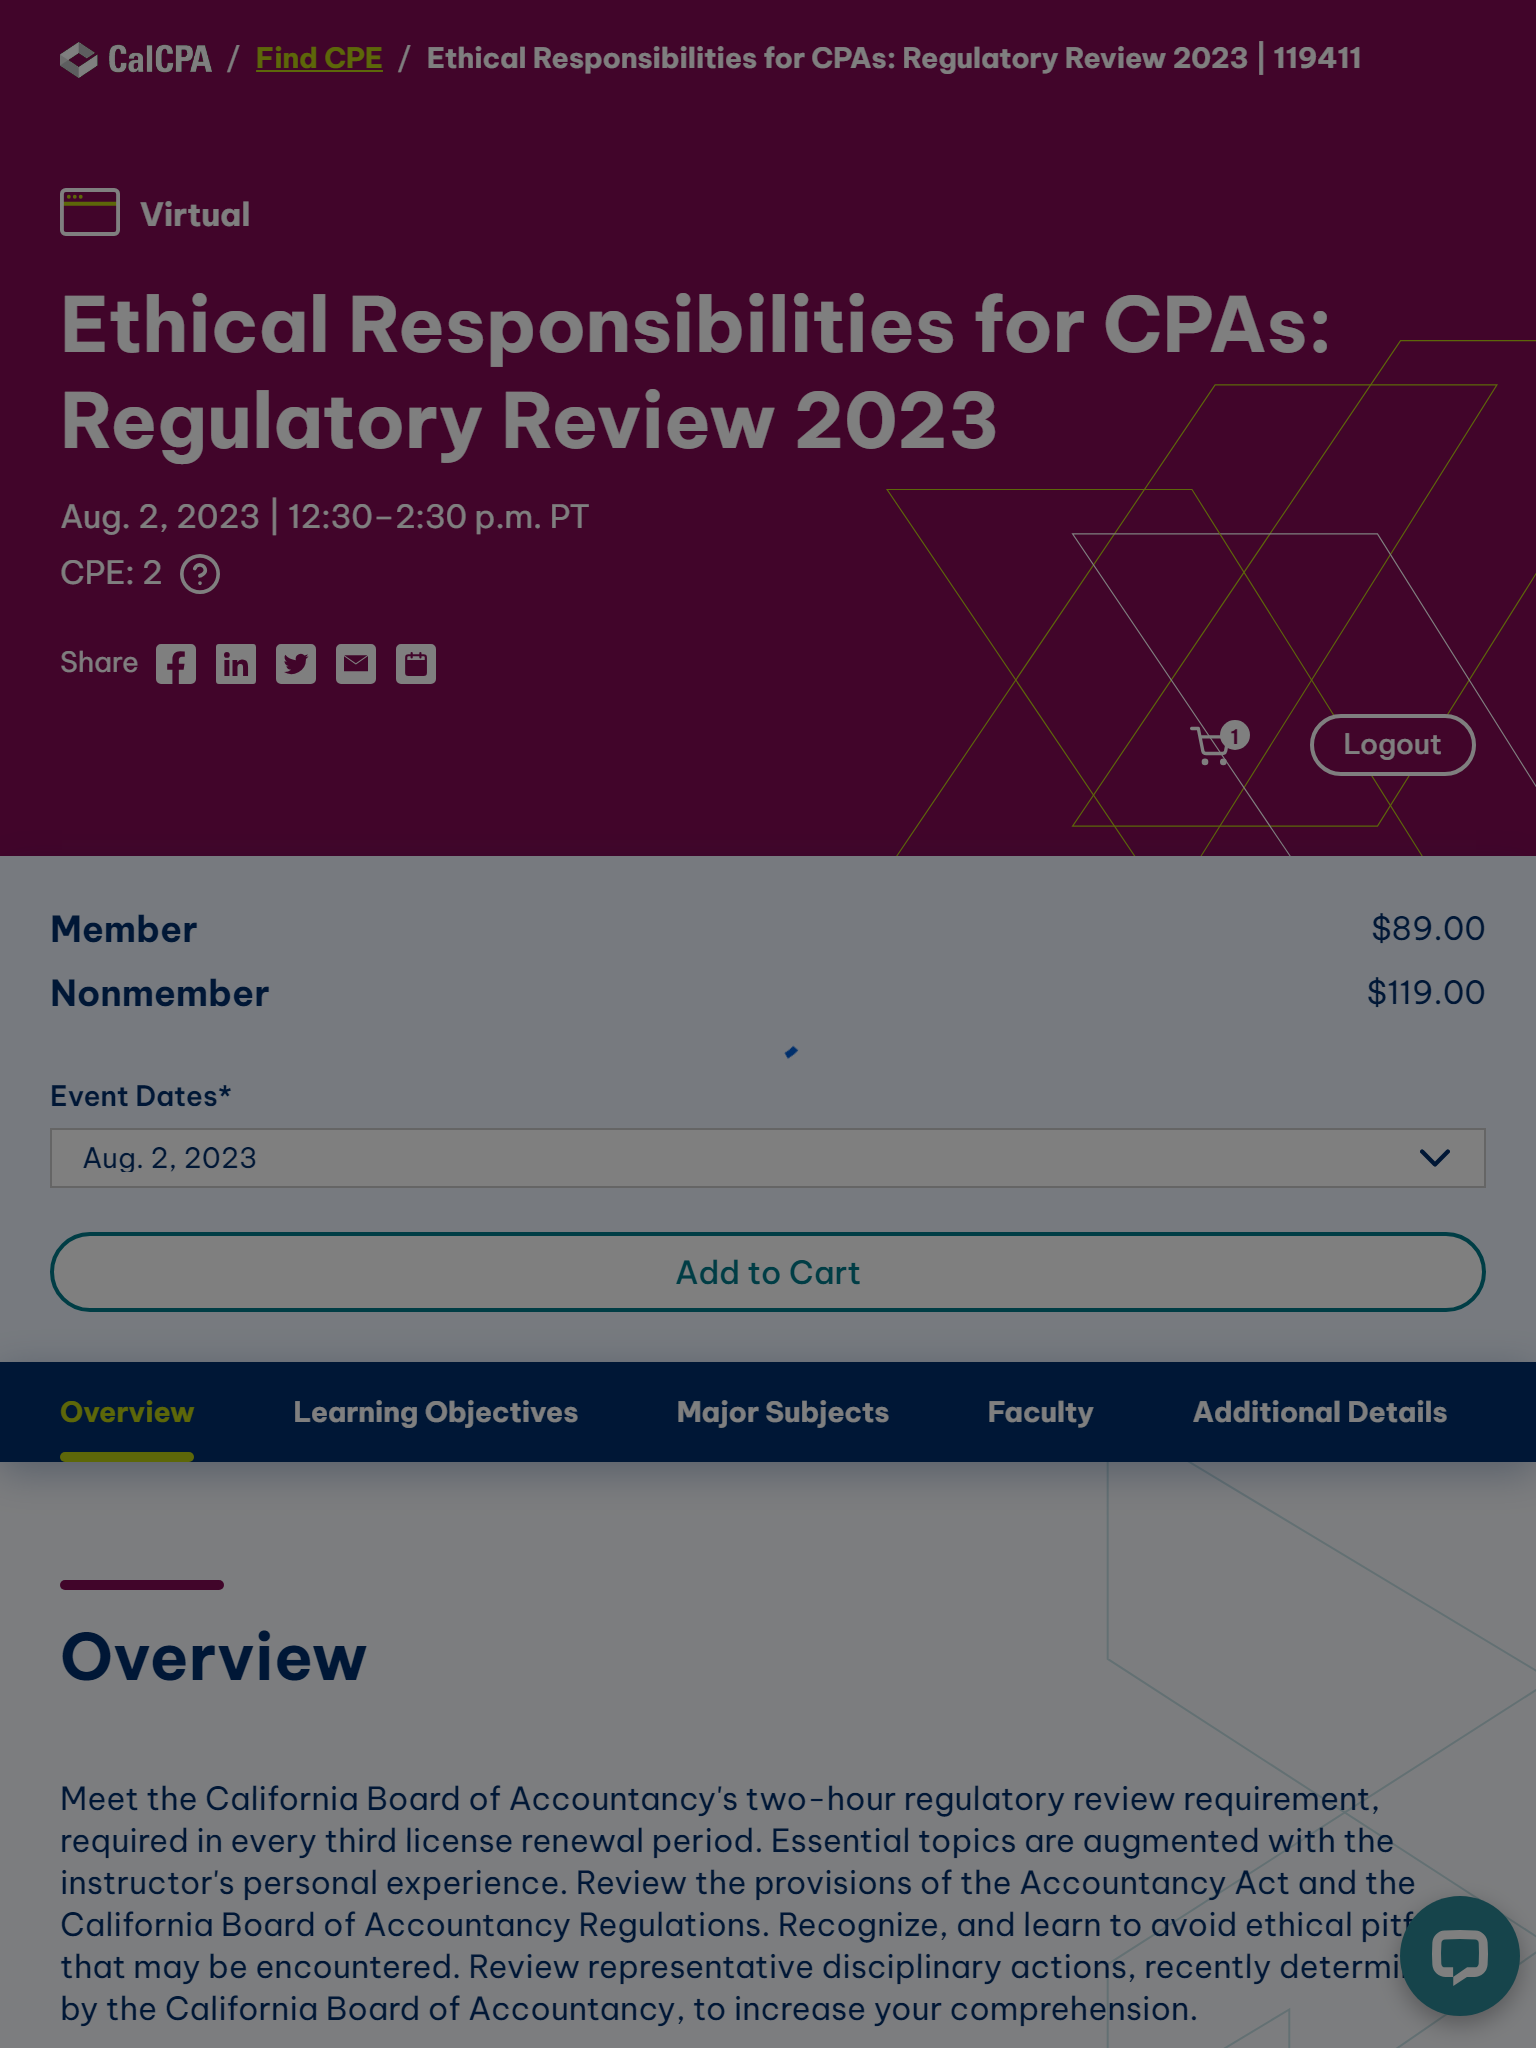 CalCPA / Find CPE / Ethical Responsibilities for CPAs: Regulatory Review 2023 | 119411
Virtual
Ethical Responsibilities for CPAs:
Regulatory Review 2023
Aug. 2, 2023 | 12:30–2:30 p.m. PT
CPE: 2 ?
Share
1
Logout
Member $89.00
Nonmember $119.00
Event Dates*
Aug. 2, 2023
Add to Cart
Overview Learning Objectives Major Subjects Faculty Additional Details
Overview
Meet the California Board of Accountancy's two-hour regulatory review requirement,
required in every third license renewal period. Essential topics are augmented with the
instructor's personal experience. Review the provisions of the Accountancy Act and the
California Board of Accountancy Regulations. Recognize, and learn to avoid ethical
that may be encountered. Review representative disciplinary actions, recently
by the California Board of Accountancy, to increase your comprehension.